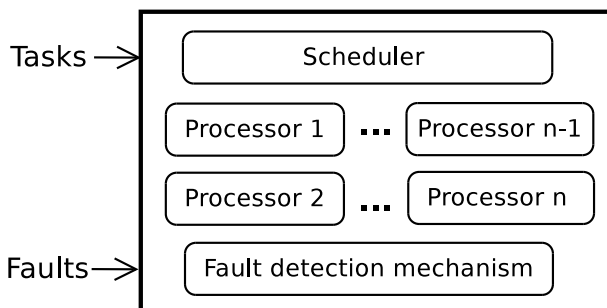 Tasks
Scheduler
Processor 1 ... Processor n-1
Processor 2 ... Processor n
Faults
Fault detection mechanism